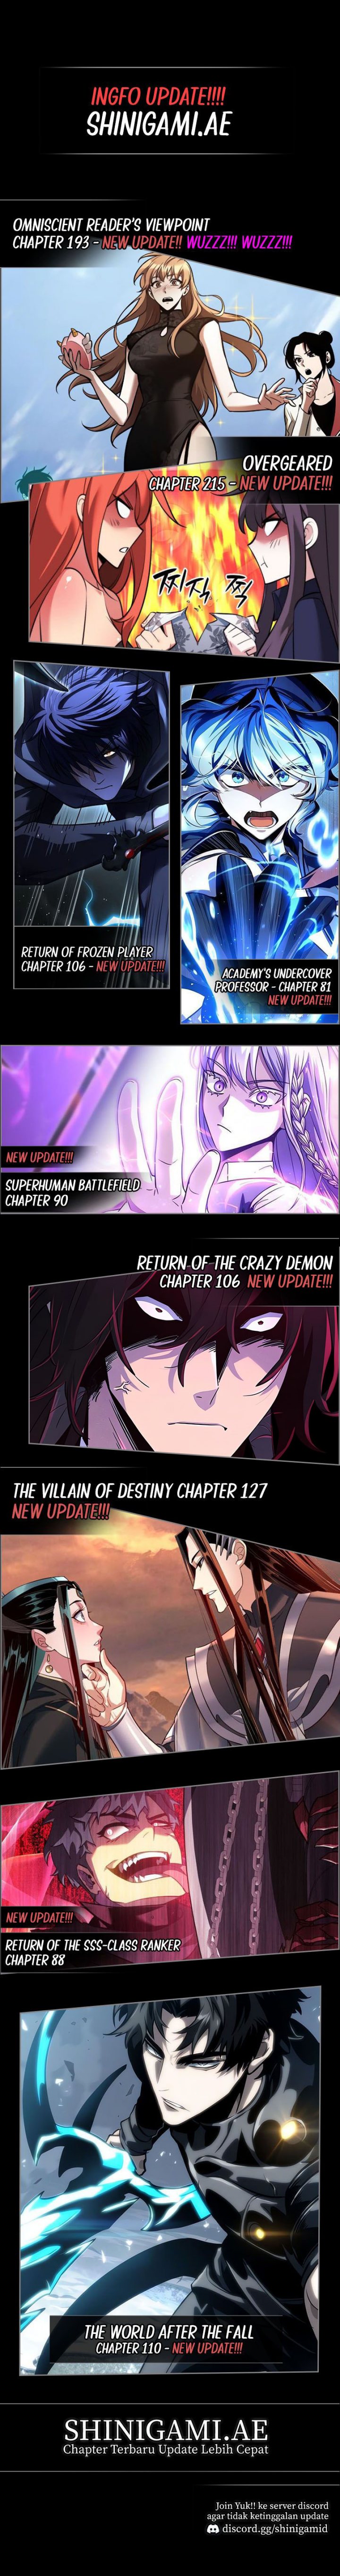 INGFO UPDATE!!!!
SHINIGAMI.AE
OMNISCIENT READER'S VIEWPOINT
CHAPTER 193 - NEW UPDATE!! WUZZZ!!! WUZZZ!!!
OVERGEARED
CHAPTER 215 - NEW UPDATE!!!
찌지직 쩍
RETURN OF FROZEN PLAYER
CHAPTER 106 - NEW UPDATE!!!
ACADEMY'S UNDERCOVER
PROFESSOR - CHAPTER 81
NEW UPDATE!!!
NEW UPDATE!!!
SUPERHUMAN BATTLEFIELD
CHAPTER 90
RETURN OF THE CRAZY DEMON
CHAPTER 106 NEW UPDATE!!!
THE VILLAIN OF DESTINY CHAPTER 127
NEW UPDATE!!!
NEW UPDATE!!!
RETURN OF THE SSS-CLASS RANKER
CHAPTER 88
THE WORLD AFTER THE FALL
CHAPTER 110 - NEW UPDATE!!!
SHINIGAMI.AE
Chapter Terbaru Update Lebih Cepat
Join Yuk!! ke server discord
agar tidak ketinggalan update
discord.gg/shinigamid